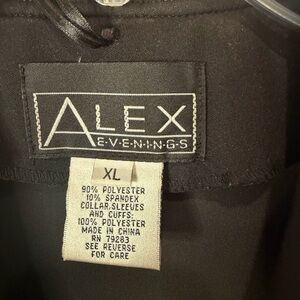 ALEX
E·V·E·N·I·N·G·S
XL
90% POLYESTER
10% SPANDEX
COLLAR,SLEEVES
AND CUFFS:
100% POLYESTER
MADE IN CHINA
RN 79283
SEE REVERSE
FOR CARE